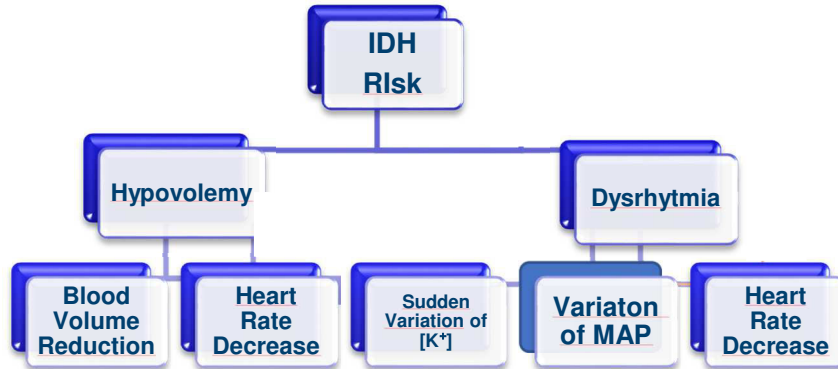 IDH
RIsk
Hypovolemy
Dysrhytmia
Blood
Volume
Reduction
Heart
Rate
Decrease
Sudden
Variation of
[K⁺]
Variaton
of MAP
Heart
Rate
Decrease